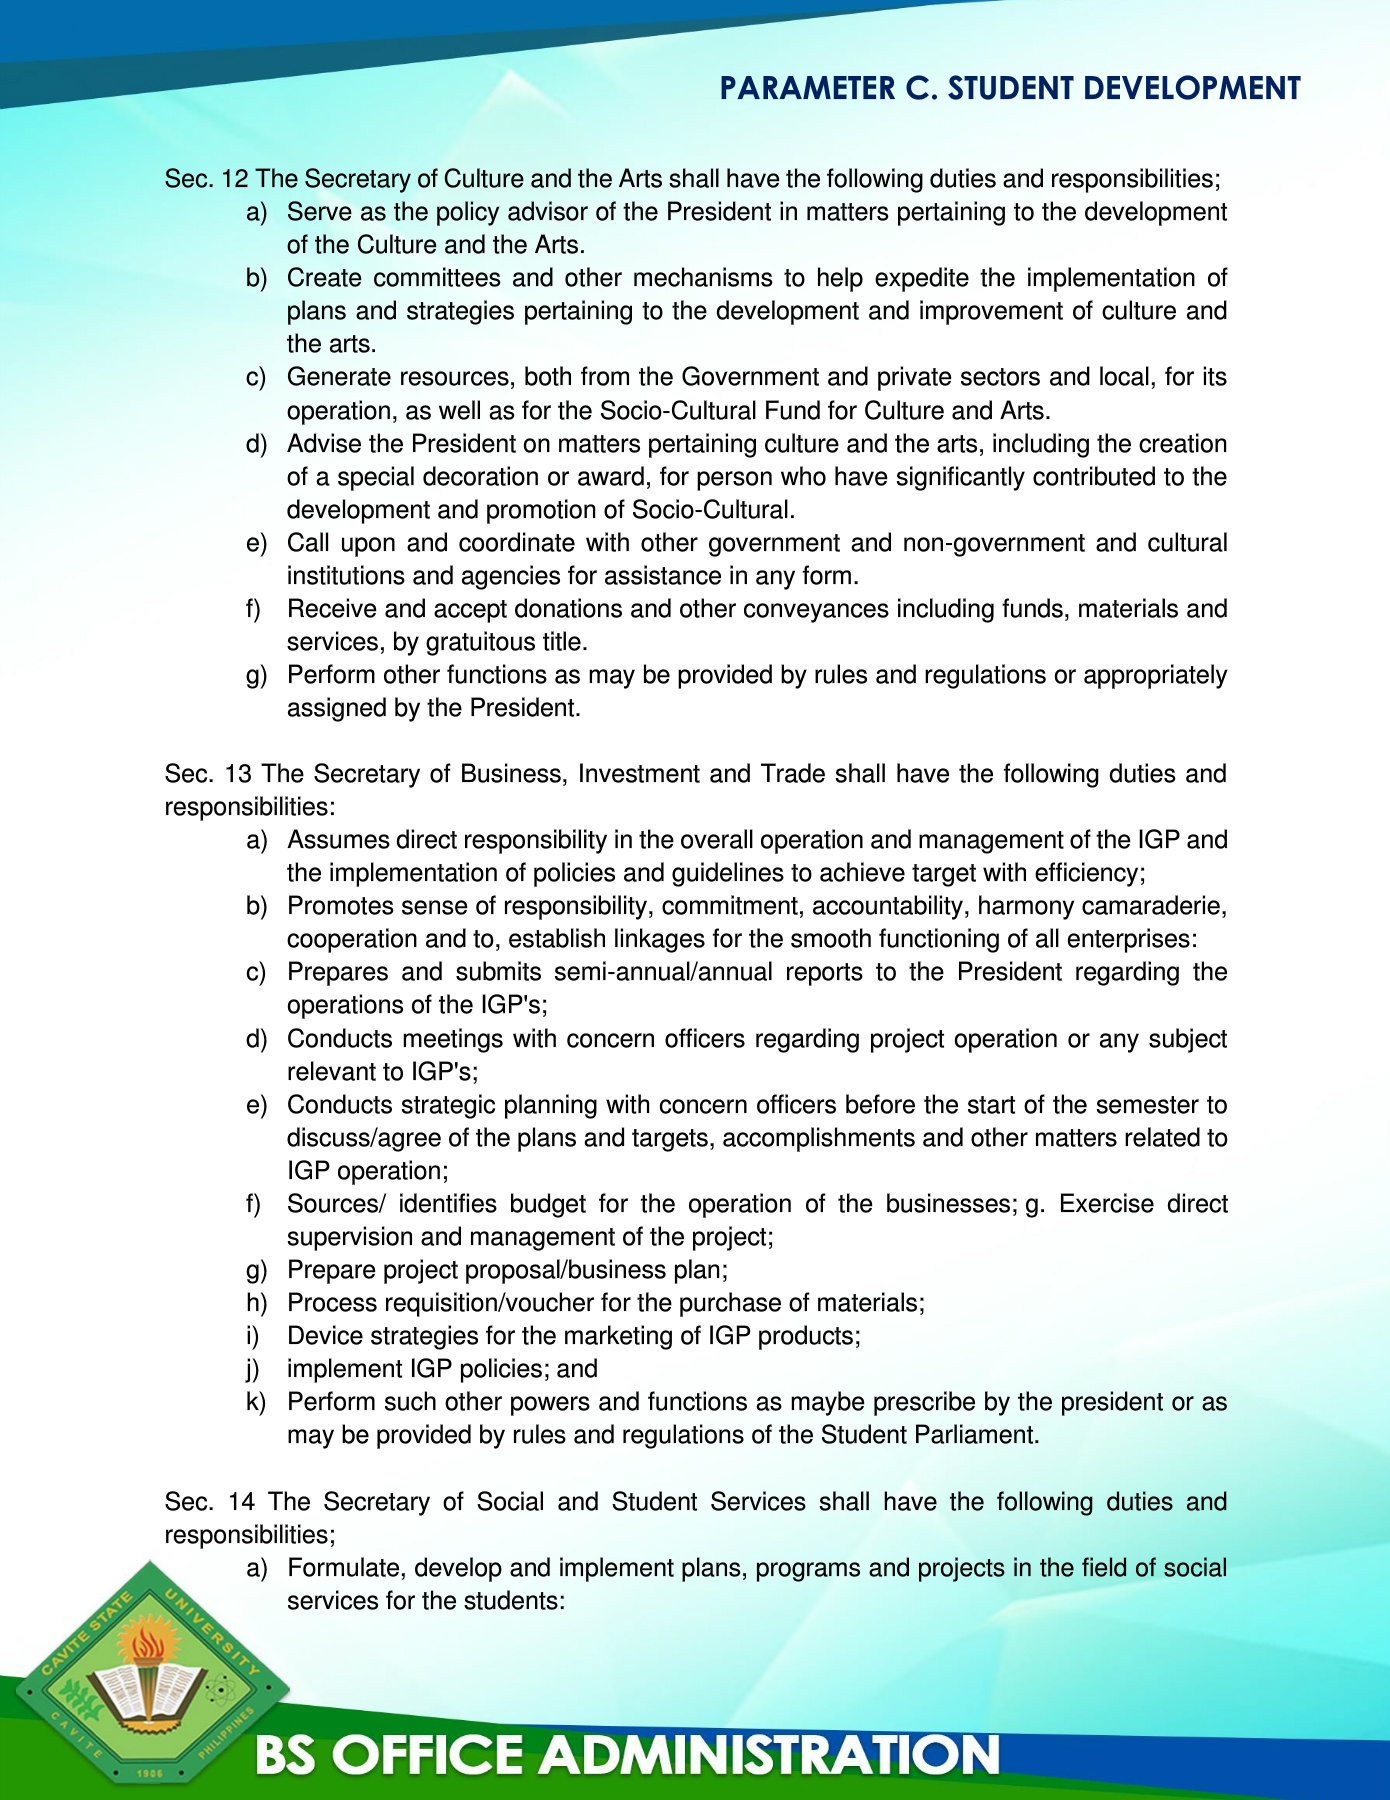 PARAMETER C. STUDENT DEVELOPMENT
Sec. 12 The Secretary of Culture and the Arts shall have the following duties and responsibilities;
a) Serve as the policy advisor of the President in matters pertaining to the development
of the Culture and the Arts.
b) Create committees and other mechanisms to help expedite the implementation of
plans and strategies pertaining to the development and improvement of culture and
the arts.
c) Generate resources, both from the Government and private sectors and local, for its
operation, as well as for the Socio-Cultural Fund for Culture and Arts.
d) Advise the President on matters pertaining culture and the arts, including the creation
of a special decoration or award, for person who have significantly contributed to the
development and promotion of Socio-Cultural.
e) Call upon and coordinate with other government and non-government and cultural
institutions and agencies for assistance in any form.
f) Receive and accept donations and other conveyances including funds, materials and
services, by gratuitous title.
g) Perform other functions as may be provided by rules and regulations or appropriately
assigned by the President.
Sec. 13 The Secretary of Business, Investment and Trade shall have the following duties and
responsibilities:
a) Assumes direct responsibility in the overall operation and management of the IGP and
the implementation of policies and guidelines to achieve target with efficiency;
b) Promotes sense of responsibility, commitment, accountability, harmony camaraderie,
cooperation and to, establish linkages for the smooth functioning of all enterprises:
c) Prepares and submits semi-annual/annual reports to the President regarding the
operations of the IGP's;
d) Conducts meetings with concern officers regarding project operation or any subject
relevant to IGP's;
e) Conducts strategic planning with concern officers before the start of the semester to
discuss/agree of the plans and targets, accomplishments and other matters related to
IGP operation;
f) Sources/ identifies budget for the operation of the businesses; g. Exercise direct
supervision and management of the project;
g) Prepare project proposal/business plan;
h) Process requisition/voucher for the purchase of materials;
i) Device strategies for the marketing of IGP products;
j) implement IGP policies; and
k) Perform such other powers and functions as maybe prescribe by the president or as
may be provided by rules and regulations of the Student Parliament.
Sec. 14 The Secretary of Social and Student Services shall have the following duties and
responsibilities;
a) Formulate, develop and implement plans, programs and projects in the field of social
services for the students:
CAVITE STATE UNIVERSITY
CAVITE PHILIPPINES
1906
BS OFFICE ADMINISTRATION